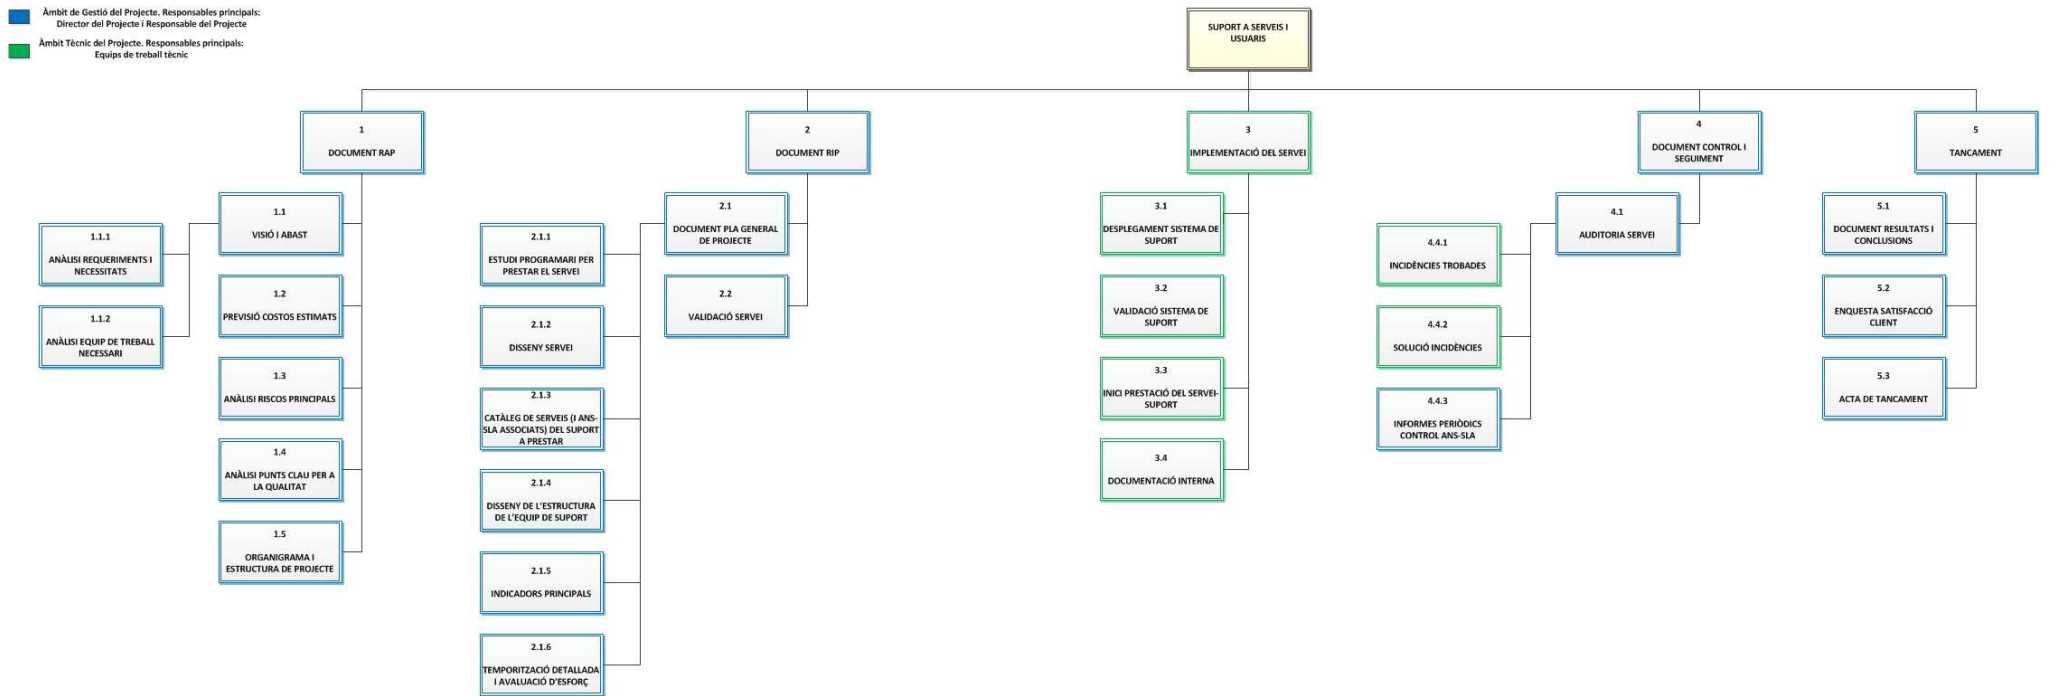 Àmbit de Gestió del Projecte. Responsables principals:
Director del Projecte i Responsable del Projecte
Àmbit Tècnic del Projecte. Responsables principals:
Equips de treball tècnic
SUPORT A SERVEIS I
USUARIS
1
DOCUMENT RAP
1.1
VISIÓ I ABAST
1.1.1
ANÀLISI REQUERIMENTS I
NECESSITATS
1.1.2
ANÀLISI EQUIP DE TREBALL
NECESSARI
1.2
PREVISIÓ COSTOS ESTIMATS
1.3
ANÀLISI RISCOS PRINCIPALS
1.4
ANÀLISI PUNTS CLAU PER A
LA QUALITAT
1.5
ORGANIGRAMA I
ESTRUCTURA DE PROJECTE
2
DOCUMENT RIP
2.1
DOCUMENT PLA GENERAL
DE PROJECTE
2.1.1
ESTUDI PROGRAMARI PER
PRESTAR EL SERVEI
2.1.2
DISSENY SERVEI
2.1.3
CATÀLEG DE SERVEIS (I ANS-
SLA ASSOCIATS) DEL SUPORT
A PRESTAR
2.1.4
DISSENY DE L'ESTRUCTURA
DE L'EQUIP DE SUPORT
2.1.5
INDICADORS PRINCIPALS
2.1.6
TEMPORITZACIÓ DETALLADA
I AVALUACIÓ D'ESFORÇ
2.2
VALIDACIÓ SERVEI
3
IMPLEMENTACIÓ DEL SERVEI
3.1
DESPLEGAMENT SISTEMA DE
SUPORT
3.2
VALIDACIÓ SISTEMA DE
SUPORT
3.3
INICI PRESTACIÓ DEL SERVEI-
SUPORT
3.4
DOCUMENTACIÓ INTERNA
4
DOCUMENT CONTROL I
SEGUIMENT
4.1
AUDITORIA SERVEI
4.4.1
INCIDÈNCIES TROBADES
4.4.2
SOLUCIÓ INCIDÈNCIES
4.4.3
INFORMES PERIÒDICS
CONTROL ANS-SLA
5
TANCAMENT
5.1
DOCUMENT RESULTATS I
CONCLUSIONS
5.2
ENQUESTA SATISFACCIÓ
CLIENT
5.3
ACTA DE TANCAMENT